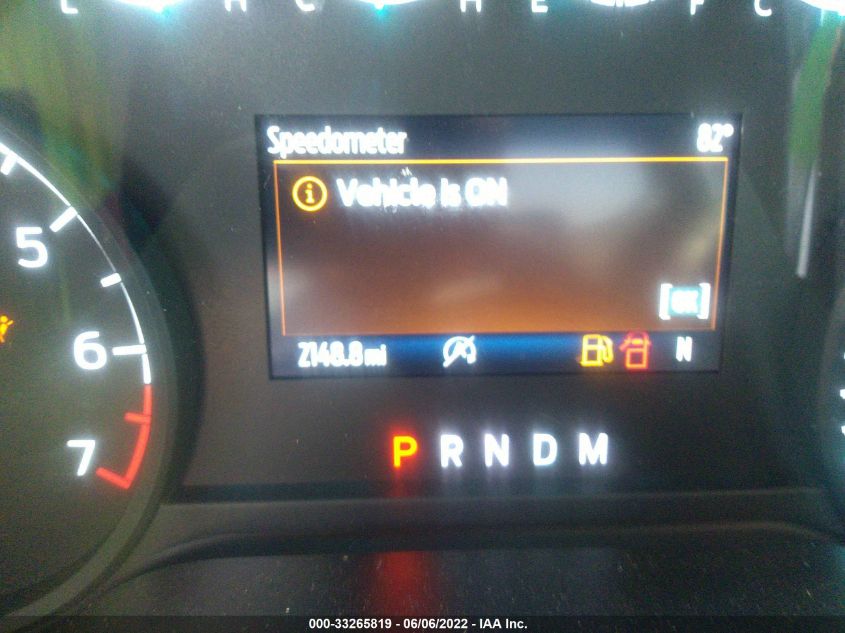 H C H E F C
Speedometer 82°
i Vehicle is ON
5
[OK]
6
2148.8 mi N
7
P R N D M
000-33265819 - 06/06/2022 - IAA Inc.